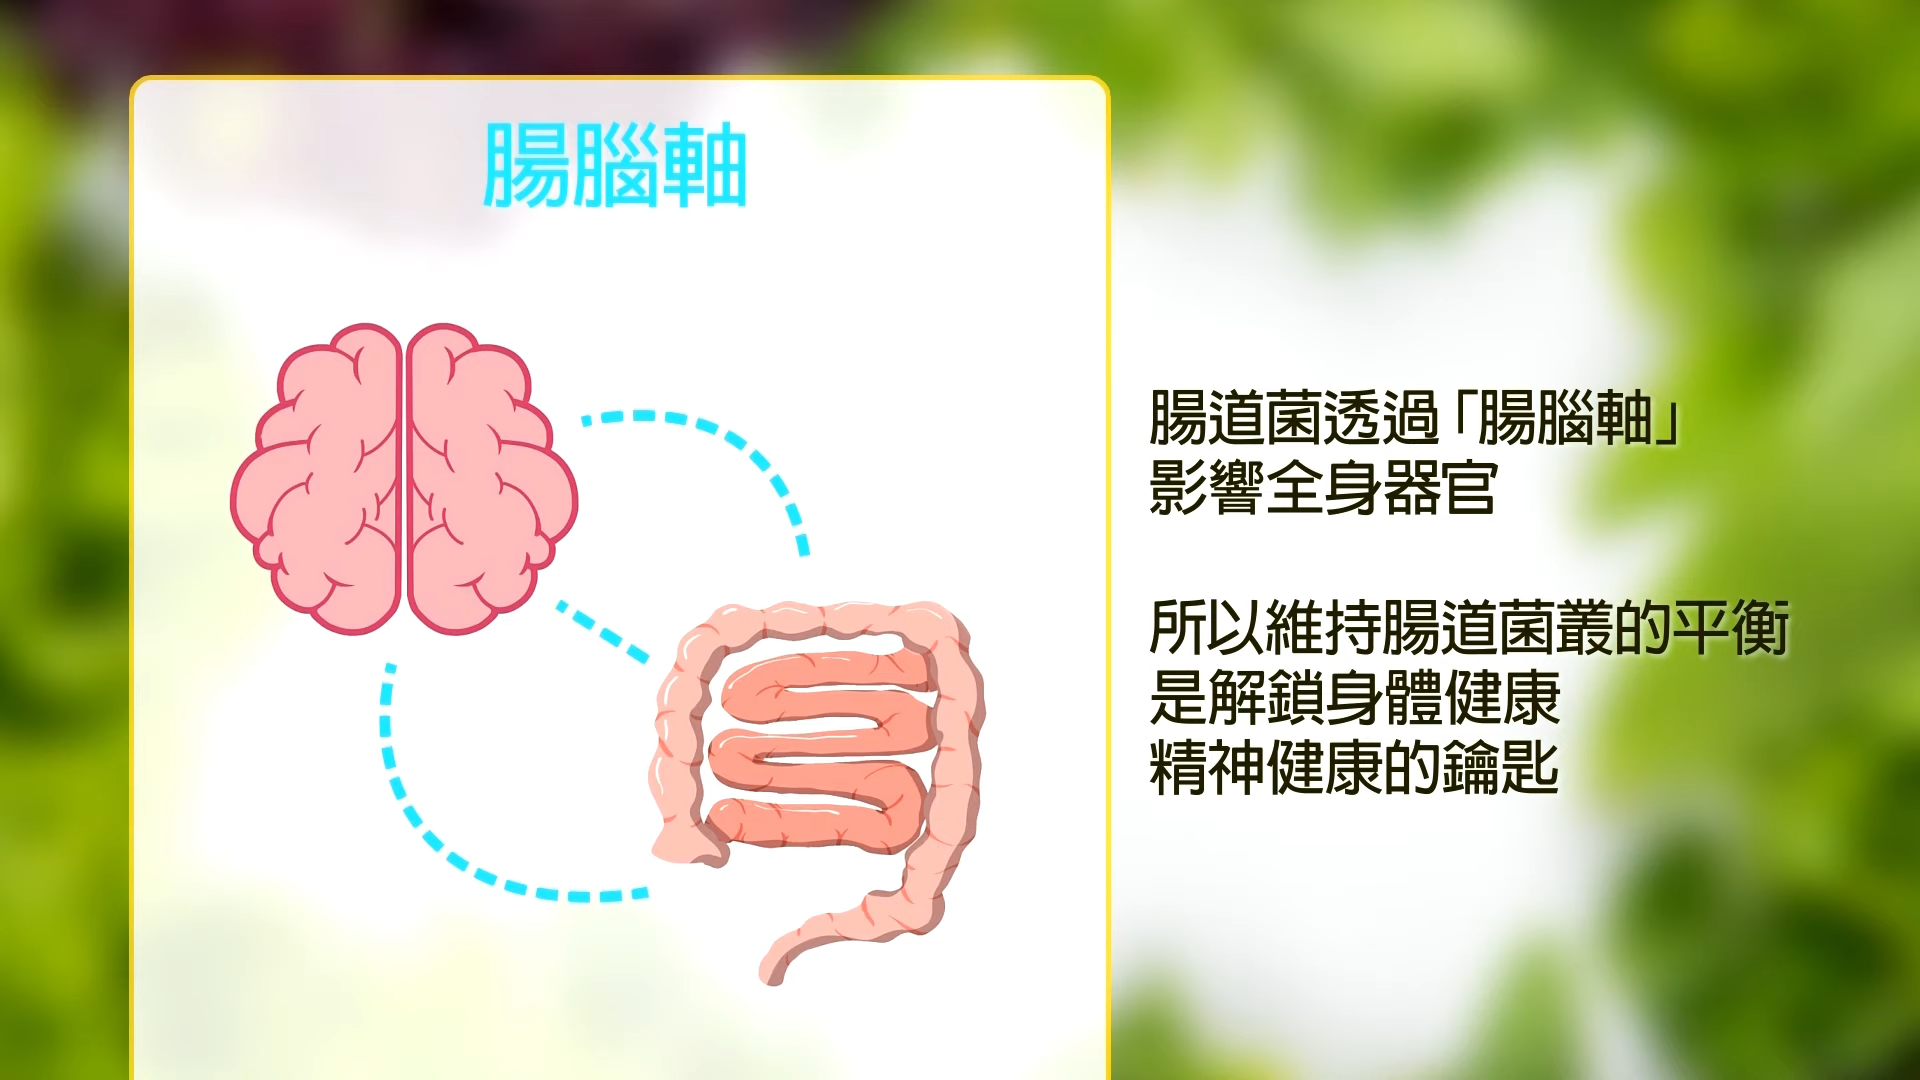 腸腦軸
腸道菌透過「腸腦軸」
影響全身器官
所以維持腸道菌叢的平衡
是解鎖身體健康
精神健康的鑰匙